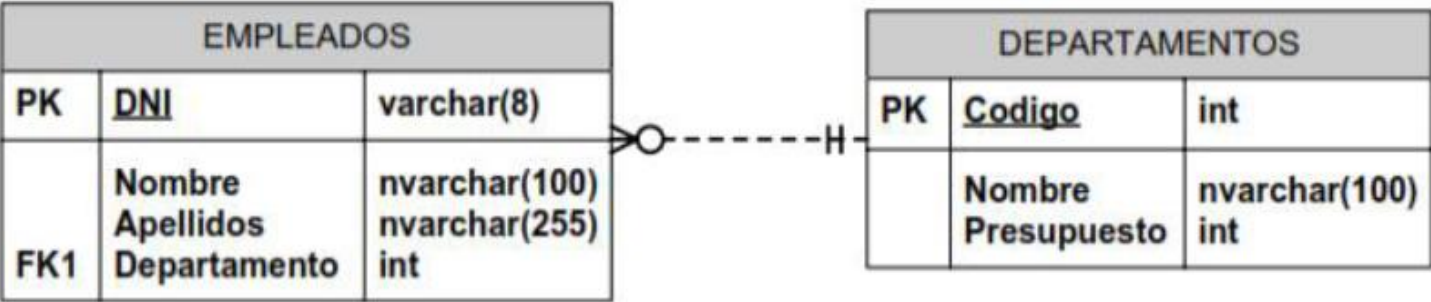 EMPLEADOS
PK DNI varchar(8)
Nombre nvarchar(100)
Apellidos nvarchar(255)
FK1 Departamento int
DEPARTAMENTOS
PK Codigo int
Nombre nvarchar(100)
Presupuesto int